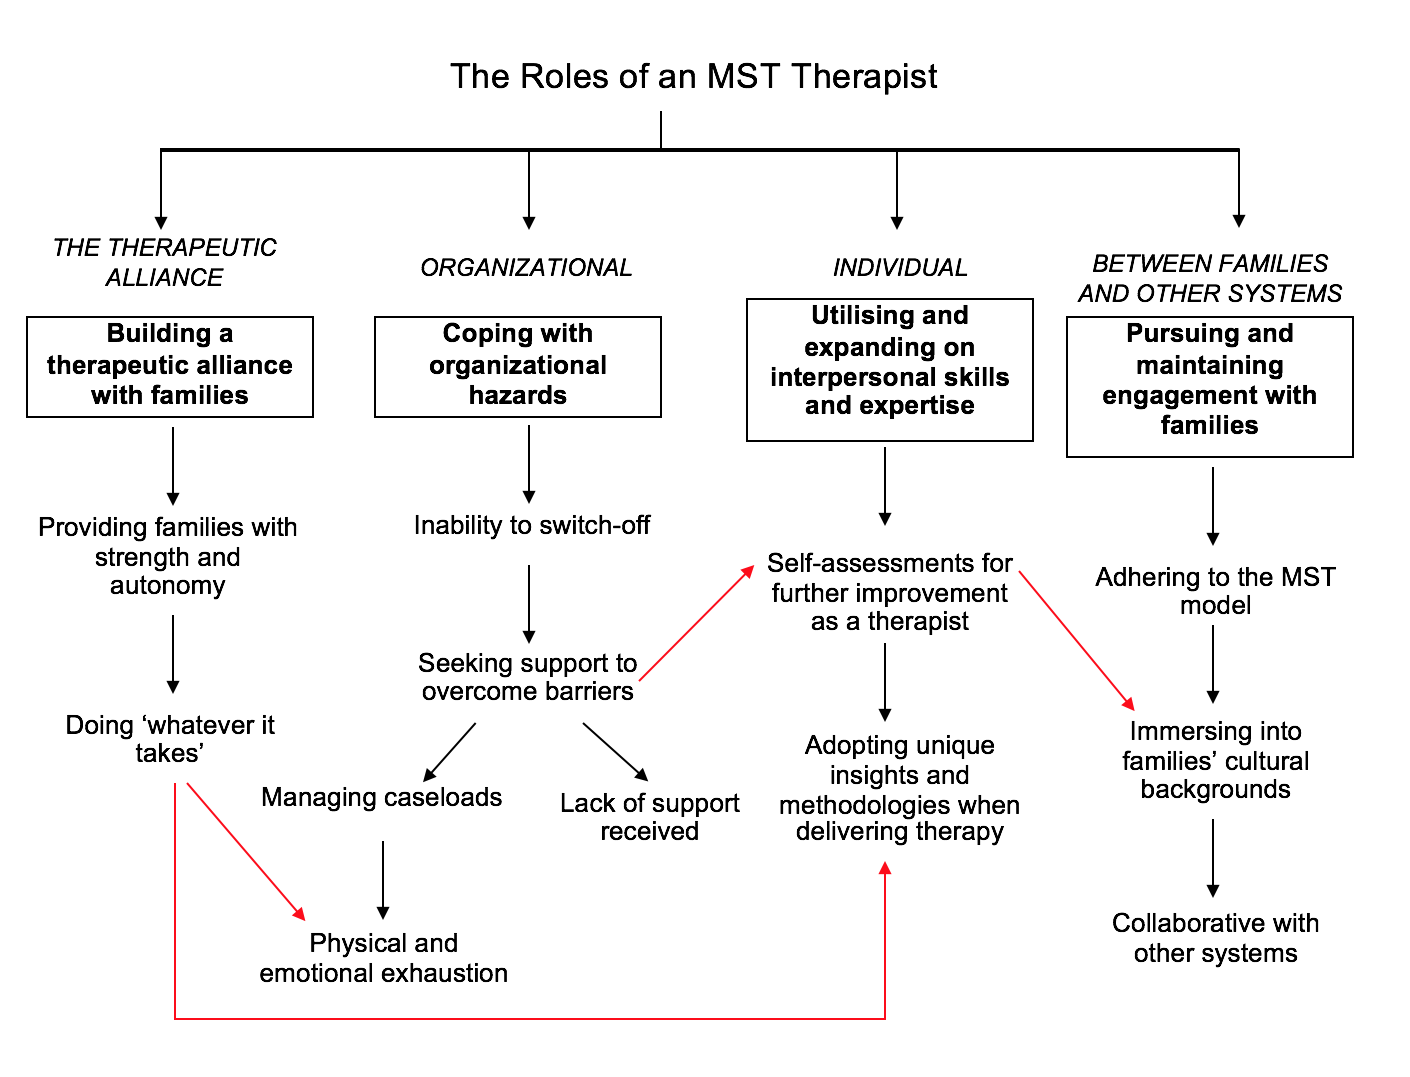 The Roles of an MST Therapist
THE THERAPEUTIC
ALLIANCE
Building a
therapeutic alliance
with families
Providing families with
strength and
autonomy
Doing ‘whatever it
takes’
ORGANIZATIONAL
Coping with
organizational
hazards
Inability to switch-off
Seeking support to
overcome barriers
Managing caseloads
Physical and
emotional exhaustion
Lack of support
received
INDIVIDUAL
Utilising and
expanding on
interpersonal skills
and expertise
Self-assessments for
further improvement
as a therapist
Adopting unique
insights and
methodologies when
delivering therapy
BETWEEN FAMILIES
AND OTHER SYSTEMS
Pursuing and
maintaining
engagement with
families
Adhering to the MST
model
Immersing into
families’ cultural
backgrounds
Collaborative with
other systems